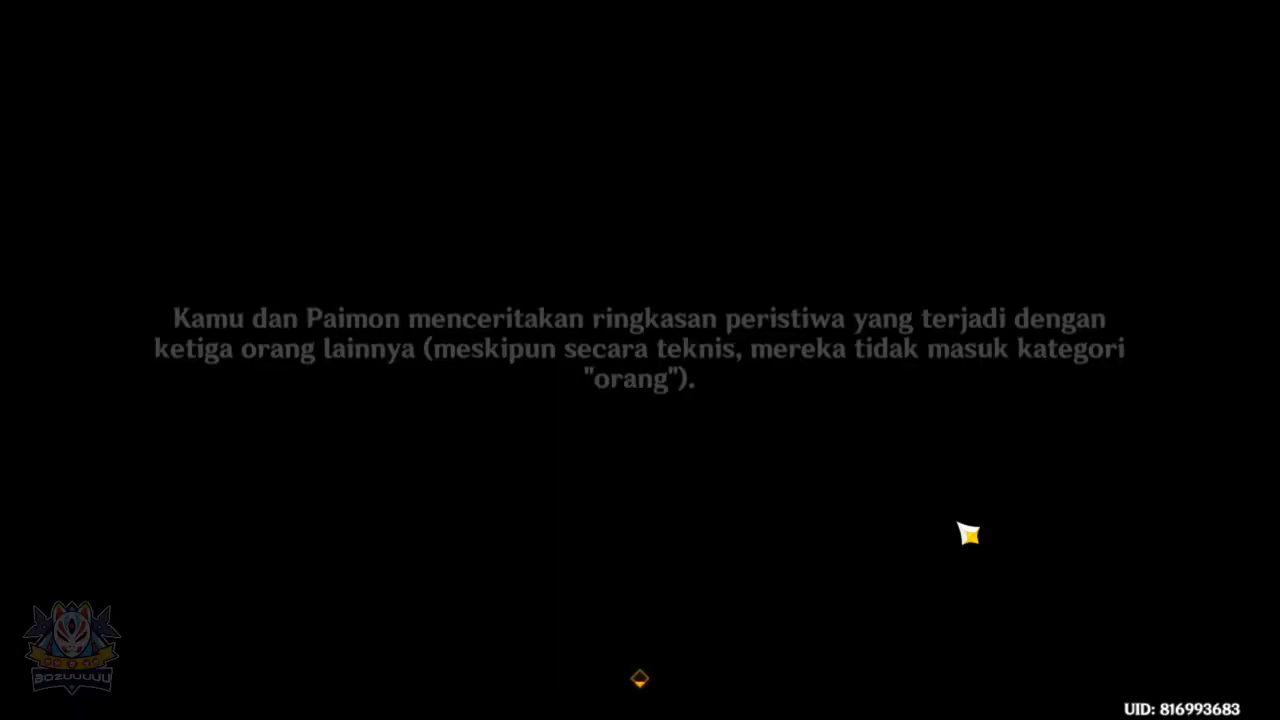 Kamu dan Paimon menceritakan ringkasan peristiwa yang terjadi dengan
ketiga orang lainnya (meskipun secara teknis, mereka tidak masuk kategori
"orang").
BOZUUUUU
UID: 816993683